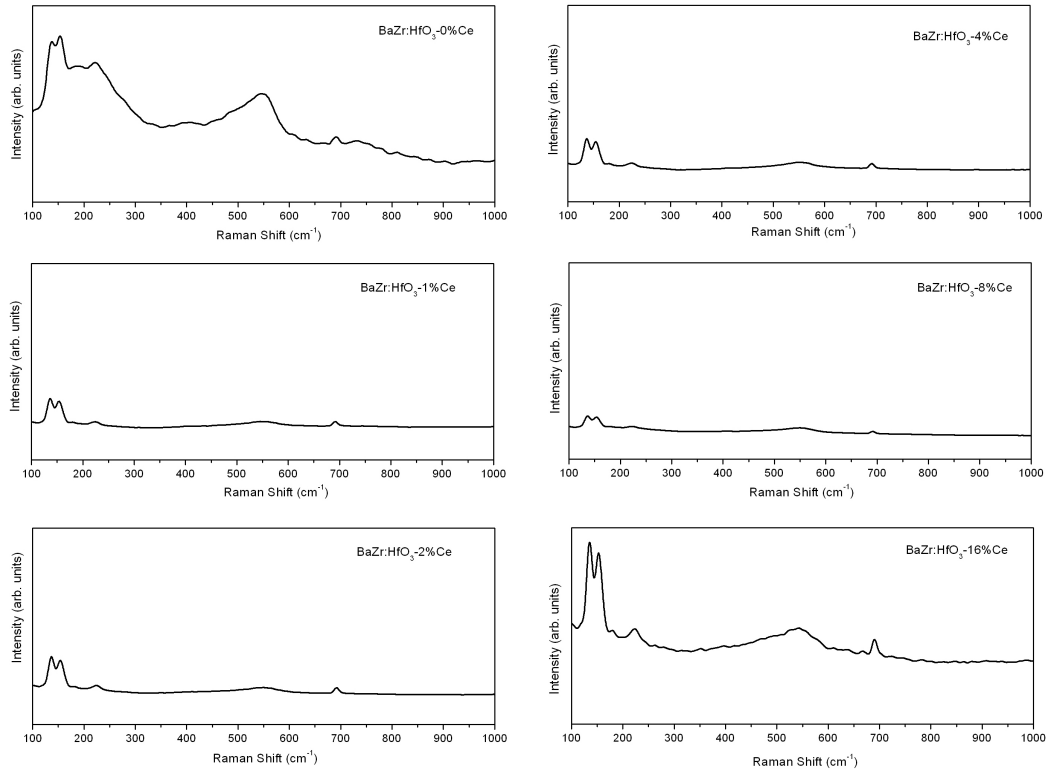 BaZr:HfO₃-0%Ce
Intensity (arb. units)
100 200 300 400 500 600 700 800 900 1000
Raman Shift (cm⁻¹)
BaZr:HfO₃-4%Ce
Intensity (arb. units)
100 200 300 400 500 600 700 800 900 1000
Raman Shift (cm⁻¹)
BaZr:HfO₃-1%Ce
Intensity (arb. units)
100 200 300 400 500 600 700 800 900 1000
Raman Shift (cm⁻¹)
BaZr:HfO₃-8%Ce
Intensity (arb. units)
100 200 300 400 500 600 700 800 900 1000
Raman Shift (cm⁻¹)
BaZr:HfO₃-2%Ce
Intensity (arb. units)
100 200 300 400 500 600 700 800 900 1000
Raman Shift (cm⁻¹)
BaZr:HfO₃-16%Ce
Intensity (arb. units)
100 200 300 400 500 600 700 800 900 1000
Raman Shift (cm⁻¹)